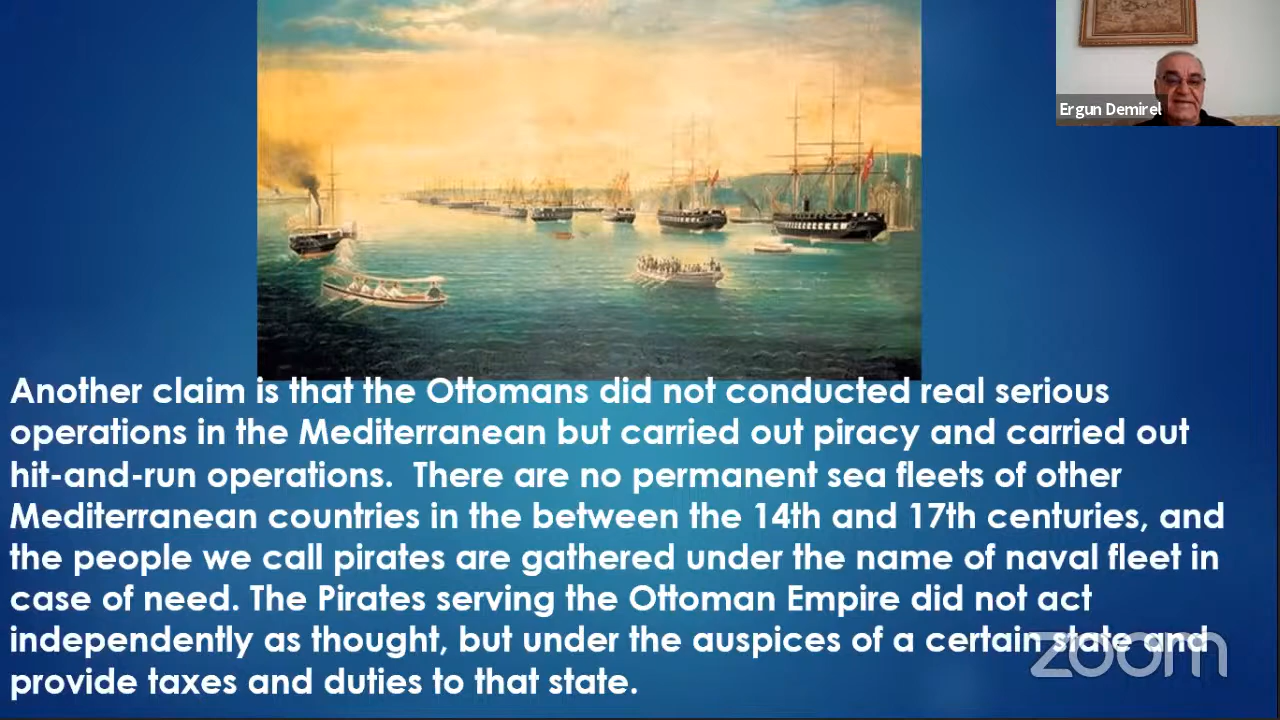 Ergun Demirel
Another claim is that the Ottomans did not conducted real serious
operations in the Mediterranean but carried out piracy and carried out
hit-and-run operations.  There are no permanent sea fleets of other
Mediterranean countries in the between the 14th and 17th centuries, and
the people we call pirates are gathered under the name of naval fleet in
case of need. The Pirates serving the Ottoman Empire did not act
independently as thought, but under the auspices of a certain state and
provide taxes and duties to that state.
zoom